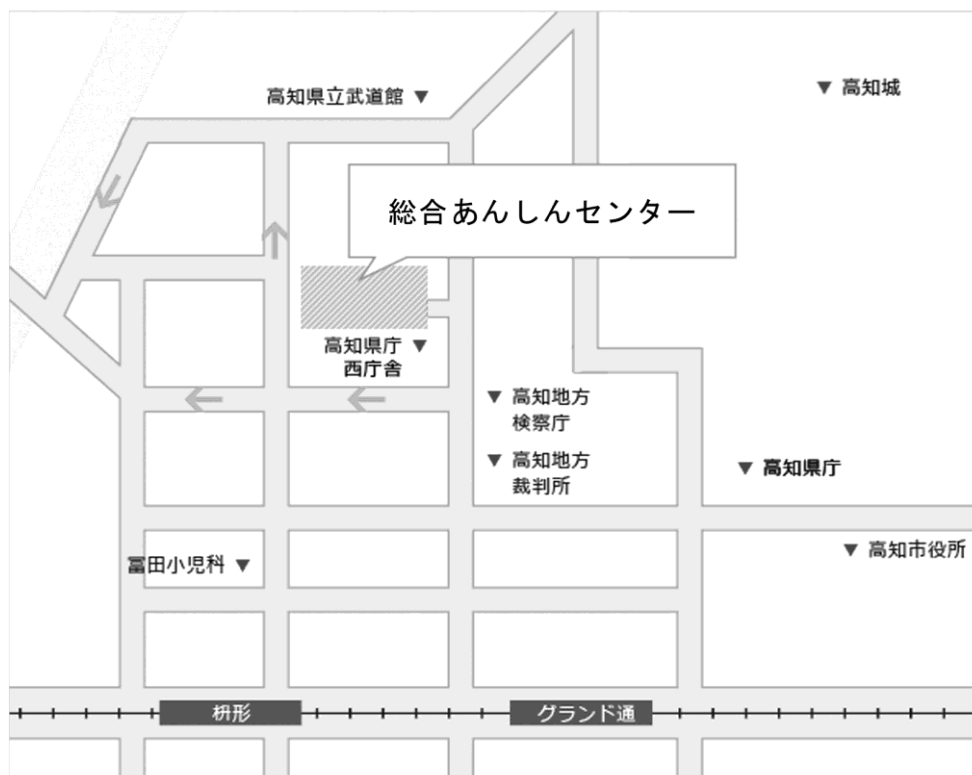 高知県立武道館 ▼
▼ 高知城
総合あんしんセンター
高知県庁 ▼
西庁舎
▼ 高知地方
検察庁
▼ 高知地方
裁判所
▼ 高知県庁
▼ 高知市役所
冨田小児科 ▼
枡形
グランド通